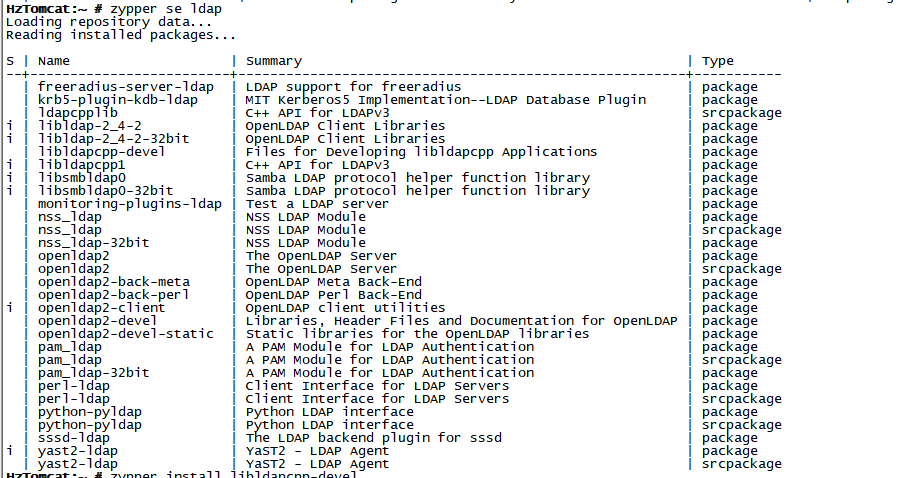 HzTomcat:~ # zypper se ldap
Loading repository data...
Reading installed packages...
S | Name | Summary | Type
--+-------------------------+------------------------------------------------------+-----------
  | freeradius-server-ldap | LDAP support for freeradius | package
  | krb5-plugin-kdb-ldap | MIT Kerberos5 Implementation--LDAP Database Plugin | package
  | ldapcpplib | C++ API for LDAPv3 | srcpackage
i | libldap-2_4-2 | OpenLDAP Client Libraries | package
i | libldap-2_4-2-32bit | OpenLDAP Client Libraries | package
  | libldapcpp-devel | Files for Developing libldapcpp Applications | package
i | libldapcpp1 | C++ API for LDAPv3 | package
i | libsmbldap0 | Samba LDAP protocol helper function library | package
i | libsmbldap0-32bit | Samba LDAP protocol helper function library | package
  | monitoring-plugins-ldap | Test a LDAP server | package
  | nss_ldap | NSS LDAP Module | package
  | nss_ldap | NSS LDAP Module | srcpackage
  | nss_ldap-32bit | NSS LDAP Module | package
  | openldap2 | The OpenLDAP Server | package
  | openldap2 | The OpenLDAP Server | srcpackage
  | openldap2-back-meta | OpenLDAP Meta Back-End | package
  | openldap2-back-perl | OpenLDAP Perl Back-End | package
i | openldap2-client | OpenLDAP client utilities | package
  | openldap2-devel | Libraries, Header Files and Documentation for OpenLDAP | package
  | openldap2-devel-static | Static libraries for the OpenLDAP libraries | package
  | pam_ldap | A PAM Module for LDAP Authentication | package
  | pam_ldap | A PAM Module for LDAP Authentication | srcpackage
  | pam_ldap-32bit | A PAM Module for LDAP Authentication | package
  | perl-ldap | Client Interface for LDAP Servers | package
  | perl-ldap | Client Interface for LDAP Servers | srcpackage
  | python-pyldap | Python LDAP interface | package
  | python-pyldap | Python LDAP interface | srcpackage
  | sssd-ldap | The LDAP backend plugin for sssd | package
i | yast2-ldap | YaST2 - LDAP Agent | package
  | yast2-ldap | YaST2 - LDAP Agent | srcpackage
HzTomcat:~ # zypper install libldapcpp-devel